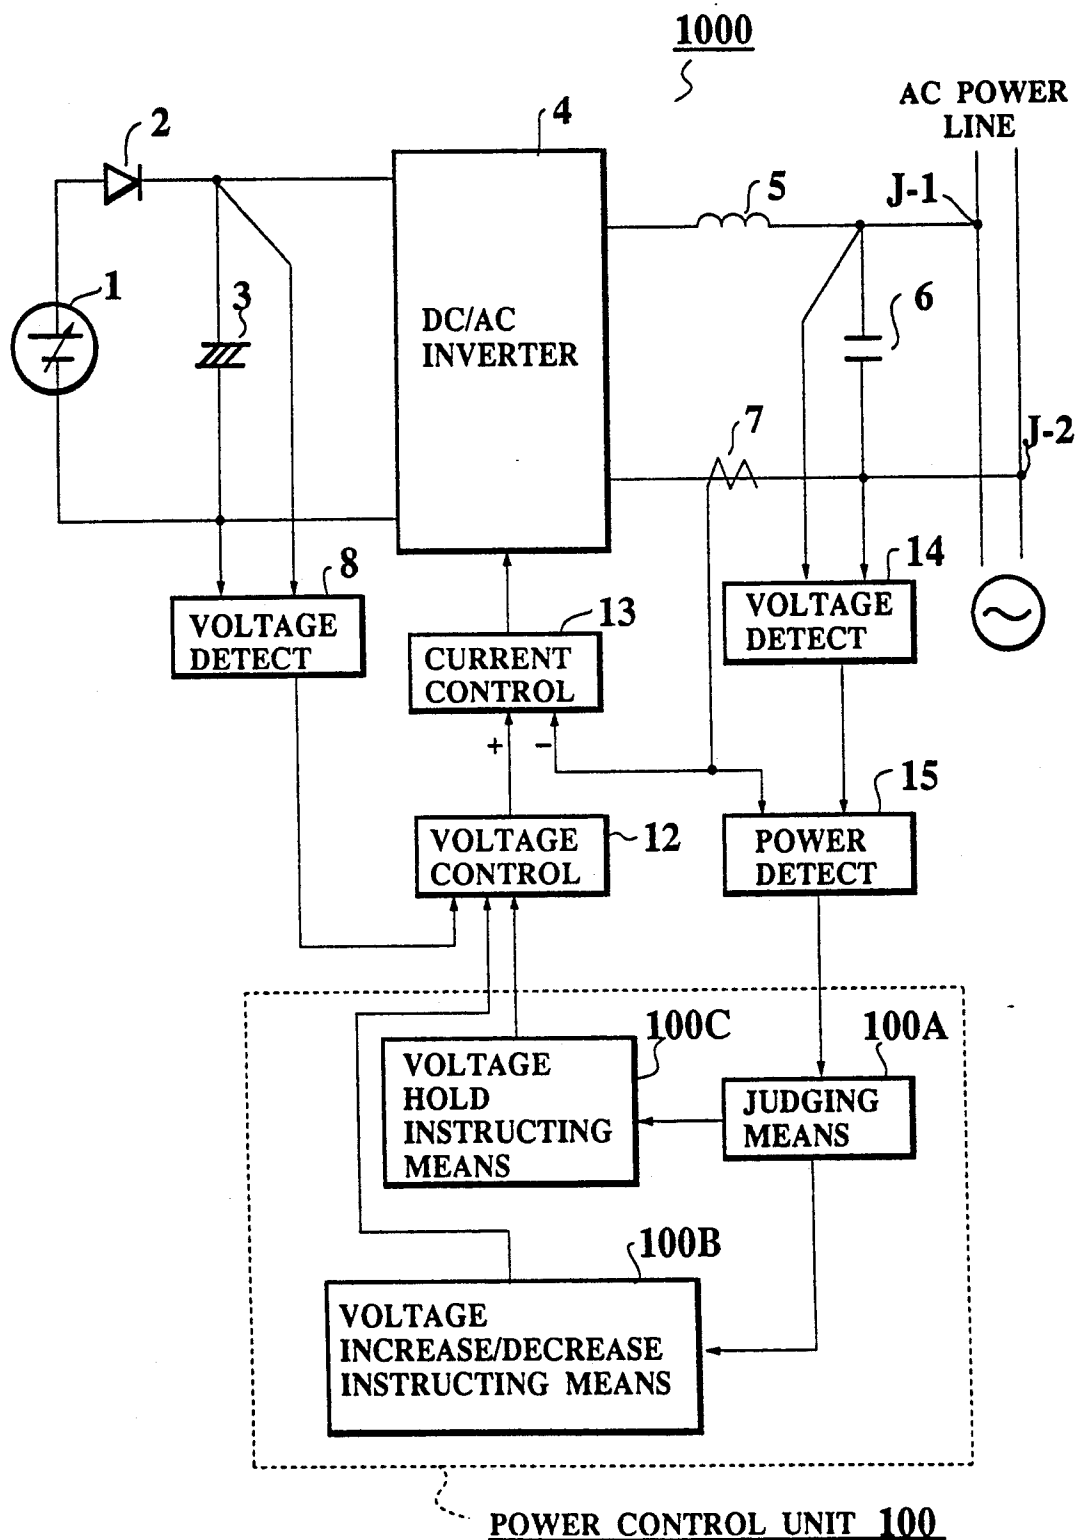 1000
AC POWER
LINE
2
4
5
J-1
1
3
6
DC/AC
INVERTER
7
J-2
8
14
VOLTAGE
DETECT
13
VOLTAGE
DETECT
CURRENT
CONTROL
+ −
15
VOLTAGE
CONTROL
12
POWER
DETECT
100C
100A
VOLTAGE
HOLD
INSTRUCTING
MEANS
JUDGING
MEANS
100B
VOLTAGE
INCREASE/DECREASE
INSTRUCTING MEANS
POWER CONTROL UNIT 100